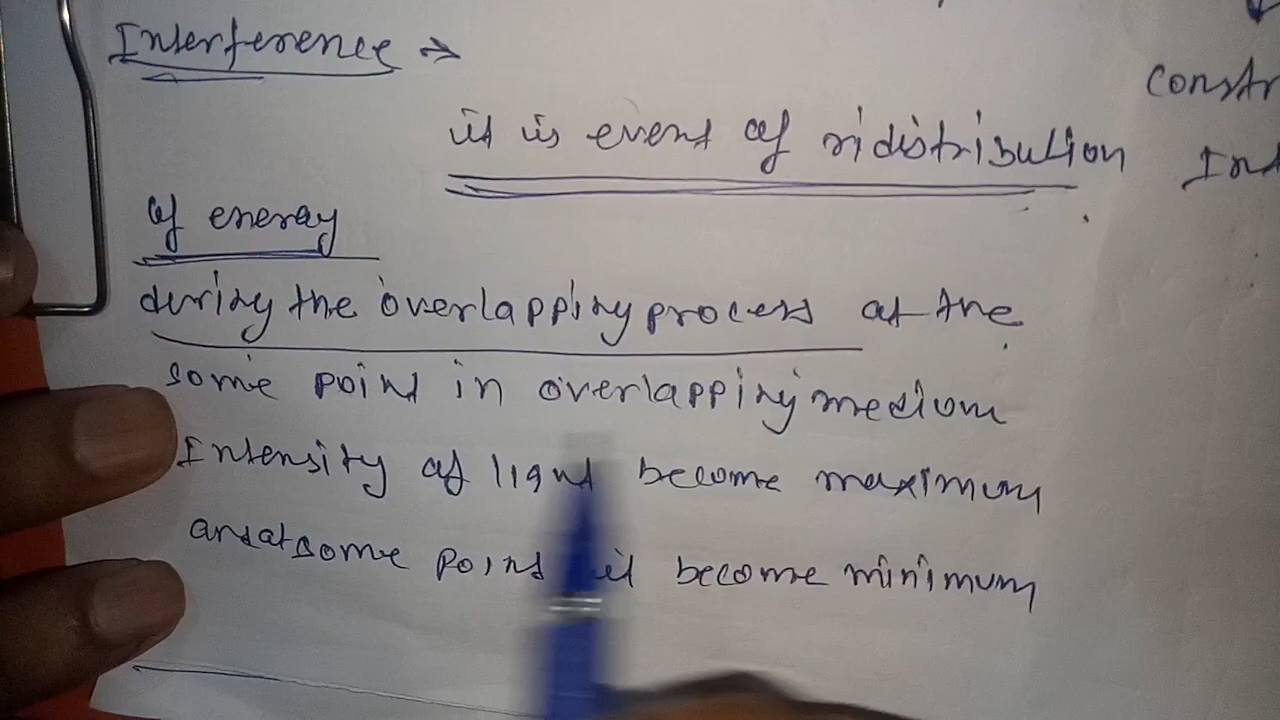 Interference →
it is event of ridistribution
of energy
during the overlapping process at the
some point in overlapping medium
Intensity of light become maximum
and at some point it become minimum
Constr
Int